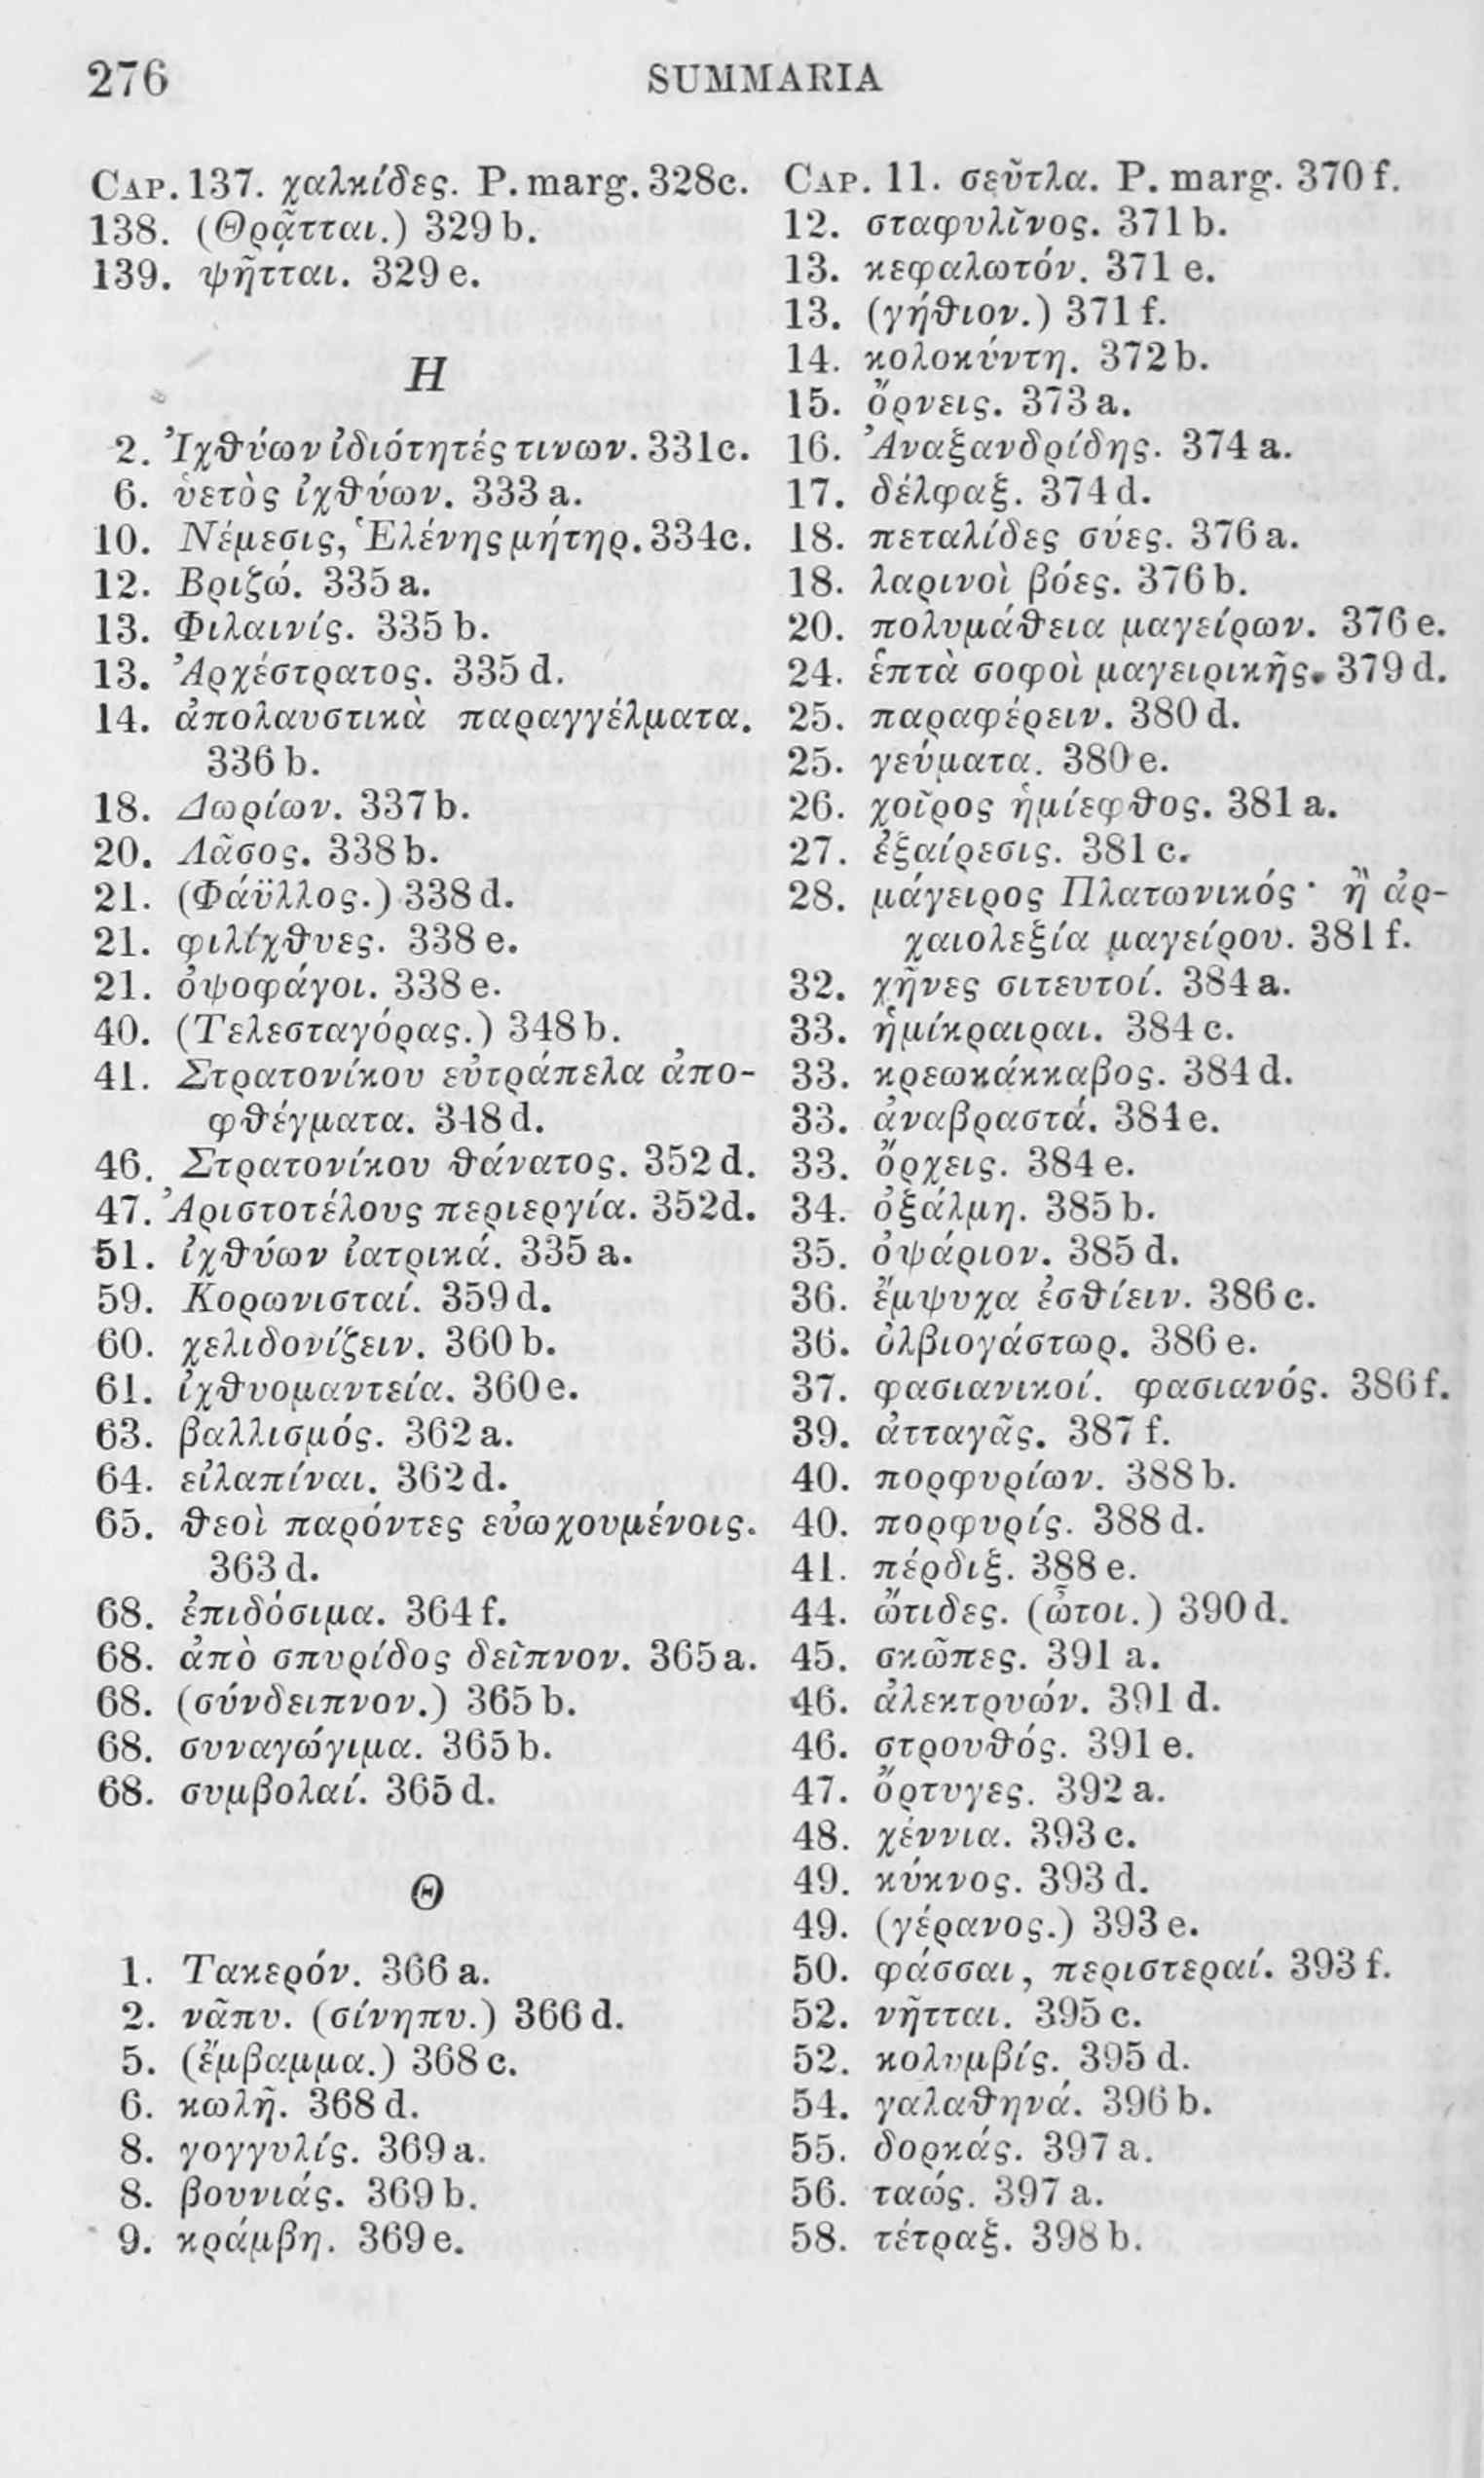 276 SUMMARIA
CAP. 137. χαλκίδες. P. marg. 328c.
138. (Θρᾷτται.) 329 b.
139. ψῆτται. 329 e.
H
2. Ἰχθύων ἰδιότητές τινων. 331c.
6. ὑετὸς ἰχθύων. 333 a.
10. Νέμεσις, Ἑλένης μήτηρ. 334c.
12. Βριζώ. 335 a.
13. Φιλαινίς. 335 b.
13. Ἀρχέστρατος. 335 d.
14. ἀπολαυστικὰ παραγγέλματα.
336 b.
18. Δωρίων. 337 b.
20. Λᾶσος. 338 b.
21. (Φάϋλλος.) 338 d.
21. φιλίχθυες. 338 e.
21. ὀψοφάγοι. 338 e.
40. (Τελεσταγόρας.) 348 b.
41. Στρατονίκου εὐτράπελα ἀπο-
φθέγματα. 348 d.
46. Στρατονίκου θάνατος. 352 d.
47. Ἀριστοτέλους περιεργία. 352d.
51. ἰχθύων ἰατρικά. 335 a.
59. Κορωνισταί. 359 d.
60. χελιδονίζειν. 360 b.
61. ἰχθυομαντεία. 360 e.
63. βαλλισμός. 362 a.
64. εἰλαπίναι. 362 d.
65. θεοὶ παρόντες εὐωχουμένοις.
363 d.
68. ἐπιδόσιμα. 364 f.
68. ἀπὸ σπυρίδος δεῖπνον. 365 a.
68. (σύνδειπνον.) 365 b.
68. συναγώγιμα. 365 b.
68. συμβολαί. 365 d.
Θ
1. Τακερόν. 366 a.
2. νᾶπυ. (σίνηπυ.) 366 d.
5. (ἔμβαμμα.) 368 c.
6. κωλῆ. 368 d.
8. γογγυλίς. 369 a.
8. βουνιάς. 369 b.
9. κράμβη. 369 e.
CAP. 11. σεῦτλα. P. marg. 370 f.
12. σταφυλῖνος. 371 b.
13. κεφαλωτόν. 371 e.
13. (γήθιον.) 371 f.
14. κολοκύντη. 372 b.
15. ὄρνεις. 373 a.
16. Ἀναξανδρίδης. 374 a.
17. δέλφαξ. 374 d.
18. πεταλίδες σύες. 376 a.
18. λαρινοὶ βόες. 376 b.
20. πολυμάθεια μαγείρων. 376 e.
24. ἑπτὰ σοφοὶ μαγειρικῆς. 379 d.
25. παραφέρειν. 380 d.
25. γεύματα. 380 e.
26. χοῖρος ἡμίεφθος. 381 a.
27. ἐξαίρεσις. 381 c.
28. μάγειρος Πλατωνικός · ἢ ἀρ-
χαιολεξία μαγείρου. 381 f.
32. χῆνες σιτευτοί. 384 a.
33. ἡμίκραιραι. 384 c.
33. κρεωκάκκαβος. 384 d.
33. ἀναβραστά. 384 e.
33. ὄρχεις. 384 e.
34. ὀξάλμη. 385 b.
35. ὀψάριον. 385 d.
36. ἔμψυχα ἐσθίειν. 386 c.
36. ὀλβιογάστωρ. 386 e.
37. φασιανικοί. φασιανός. 386 f.
39. ἀτταγᾶς. 387 f.
40. πορφυρίων. 388 b.
40. πορφυρίς. 388 d.
41. πέρδιξ. 388 e.
44. ὤτιδες. (ὦτοι.) 390 d.
45. σκῶπες. 391 a.
46. ἀλεκτρυών. 391 d.
46. στρουθός. 391 e.
47. ὄρτυγες. 392 a.
48. χέννια. 393 c.
49. κύκνος. 393 d.
49. (γέρανος.) 393 e.
50. φάσσαι, περιστεραί. 393 f.
52. νῆτται. 395 c.
52. κολυμβίς. 395 d.
54. γαλαθηνά. 396 b.
55. δορκάς. 397 a.
56. ταώς. 397 a.
58. τέτραξ. 398 b.